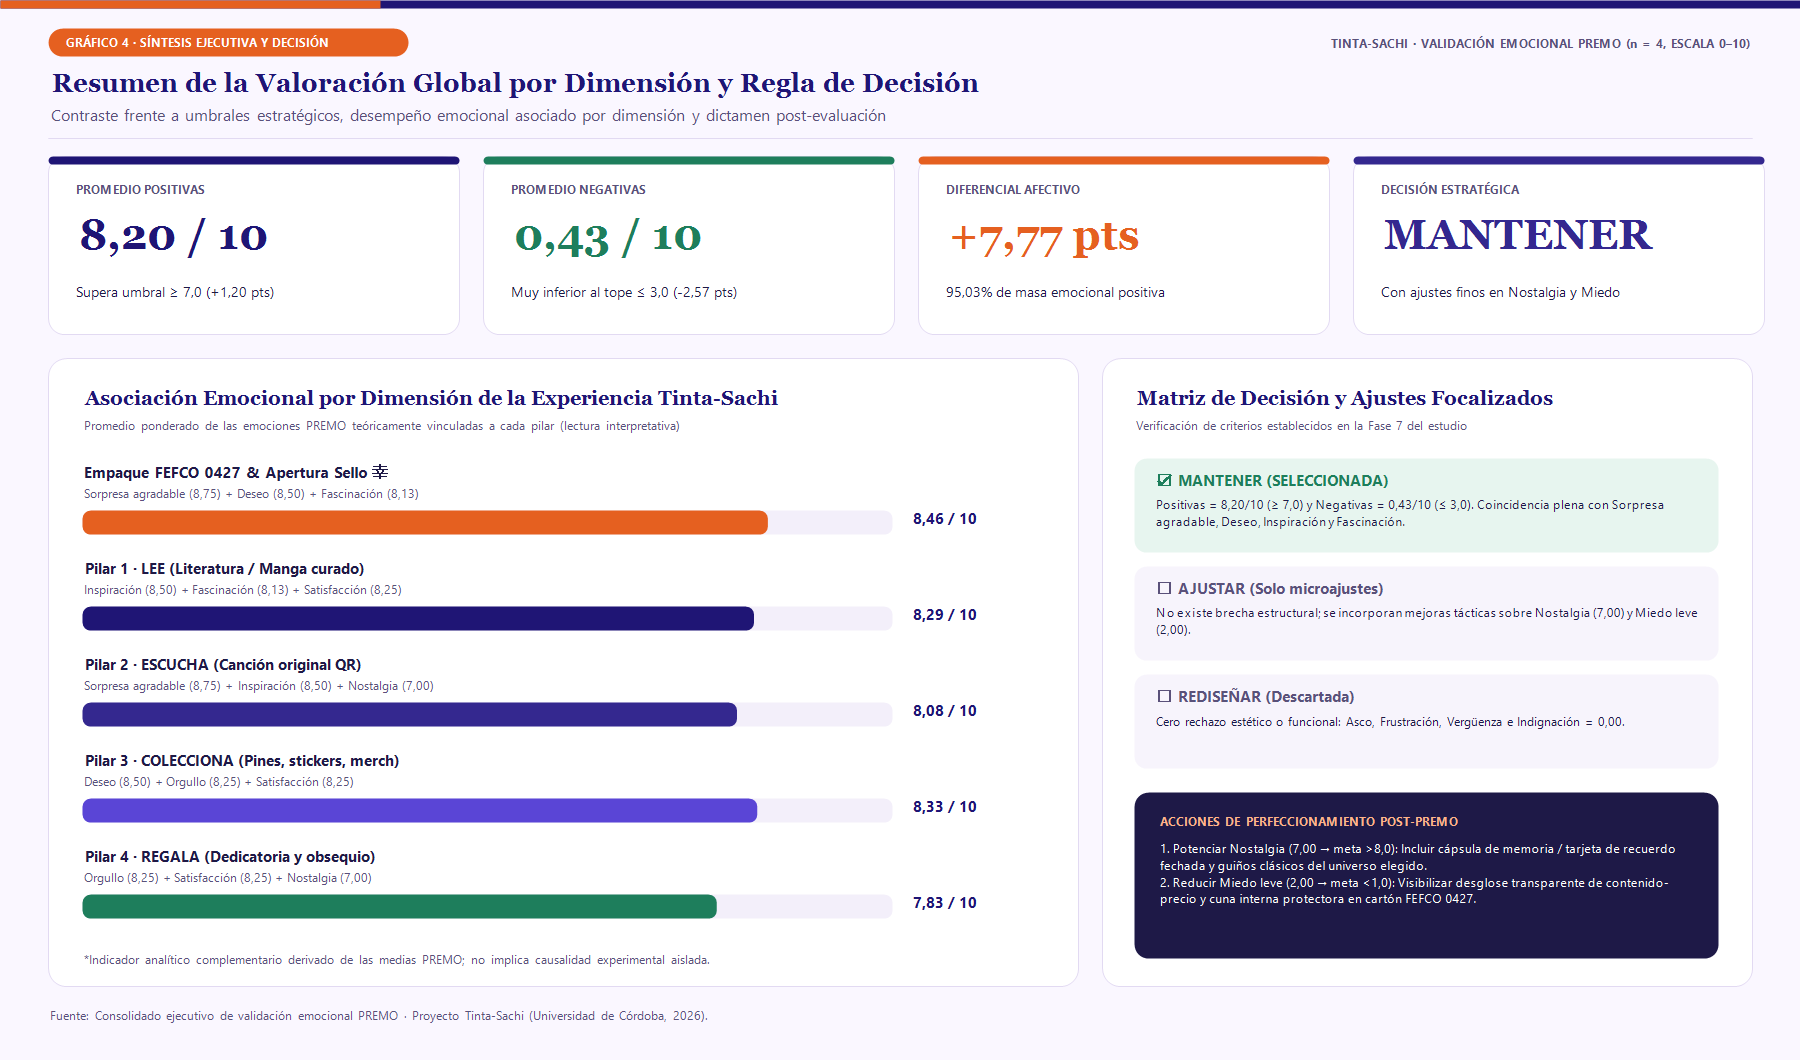 GRÁFICO 4 · SÍNTESIS EJECUTIVA Y DECISIÓN
TINTA-SACHI · VALIDACIÓN EMOCIONAL PREMO (n = 4, ESCALA 0–10)
Resumen de la Valoración Global por Dimensión y Regla de Decisión
Contraste frente a umbrales estratégicos, desempeño emocional asociado por dimensión y dictamen post-evaluación
PROMEDIO POSITIVAS
8,20 / 10
Supera umbral ≥ 7,0 (+1,20 pts)
PROMEDIO NEGATIVAS
0,43 / 10
Muy inferior al tope ≤ 3,0 (-2,57 pts)
DIFERENCIAL AFECTIVO
+7,77 pts
95,03% de masa emocional positiva
DECISIÓN ESTRATÉGICA
MANTENER
Con ajustes finos en Nostalgia y Miedo
Asociación Emocional por Dimensión de la Experiencia Tinta-Sachi
Promedio ponderado de las emociones PREMO teóricamente vinculadas a cada pilar (lectura interpretativa)
Empaque FEFCO 0427 & Apertura Sello 幸
Sorpresa agradable (8,75) + Deseo (8,50) + Fascinación (8,13)
8,46 / 10
Pilar 1 · LEE (Literatura / Manga curado)
Inspiración (8,50) + Fascinación (8,13) + Satisfacción (8,25)
8,29 / 10
Pilar 2 · ESCUCHA (Canción original QR)
Sorpresa agradable (8,75) + Inspiración (8,50) + Nostalgia (7,00)
8,08 / 10
Pilar 3 · COLECCIONA (Pines, stickers, merch)
Deseo (8,50) + Orgullo (8,25) + Satisfacción (8,25)
8,33 / 10
Pilar 4 · REGALA (Dedicatoria y obsequio)
Orgullo (8,25) + Satisfacción (8,25) + Nostalgia (7,00)
7,83 / 10
*Indicador analítico complementario derivado de las medias PREMO; no implica causalidad experimental aislada.
Matriz de Decisión y Ajustes Focalizados
Verificación de criterios establecidos en la Fase 7 del estudio
☑ MANTENER (SELECCIONADA)
Positivas = 8,20/10 (≥ 7,0) y Negativas = 0,43/10 (≤ 3,0). Coincidencia plena con Sorpresa
agradable, Deseo, Inspiración y Fascinación.
☐ AJUSTAR (Solo microajustes)
No existe brecha estructural; se incorporan mejoras tácticas sobre Nostalgia (7,00) y Miedo leve
(2,00).
☐ REDISEÑAR (Descartada)
Cero rechazo estético o funcional: Asco, Frustración, Vergüenza e Indignación = 0,00.
ACCIONES DE PERFECCIONAMIENTO POST-PREMO
1. Potenciar Nostalgia (7,00 → meta >8,0): Incluir cápsula de memoria / tarjeta de recuerdo
fechada y guiños clásicos del universo elegido.
2. Reducir Miedo leve (2,00 → meta <1,0): Visibilizar desglose transparente de contenido-
precio y cuna interna protectora en cartón FEFCO 0427.
Fuente: Consolidado ejecutivo de validación emocional PREMO · Proyecto Tinta-Sachi (Universidad de Córdoba, 2026).